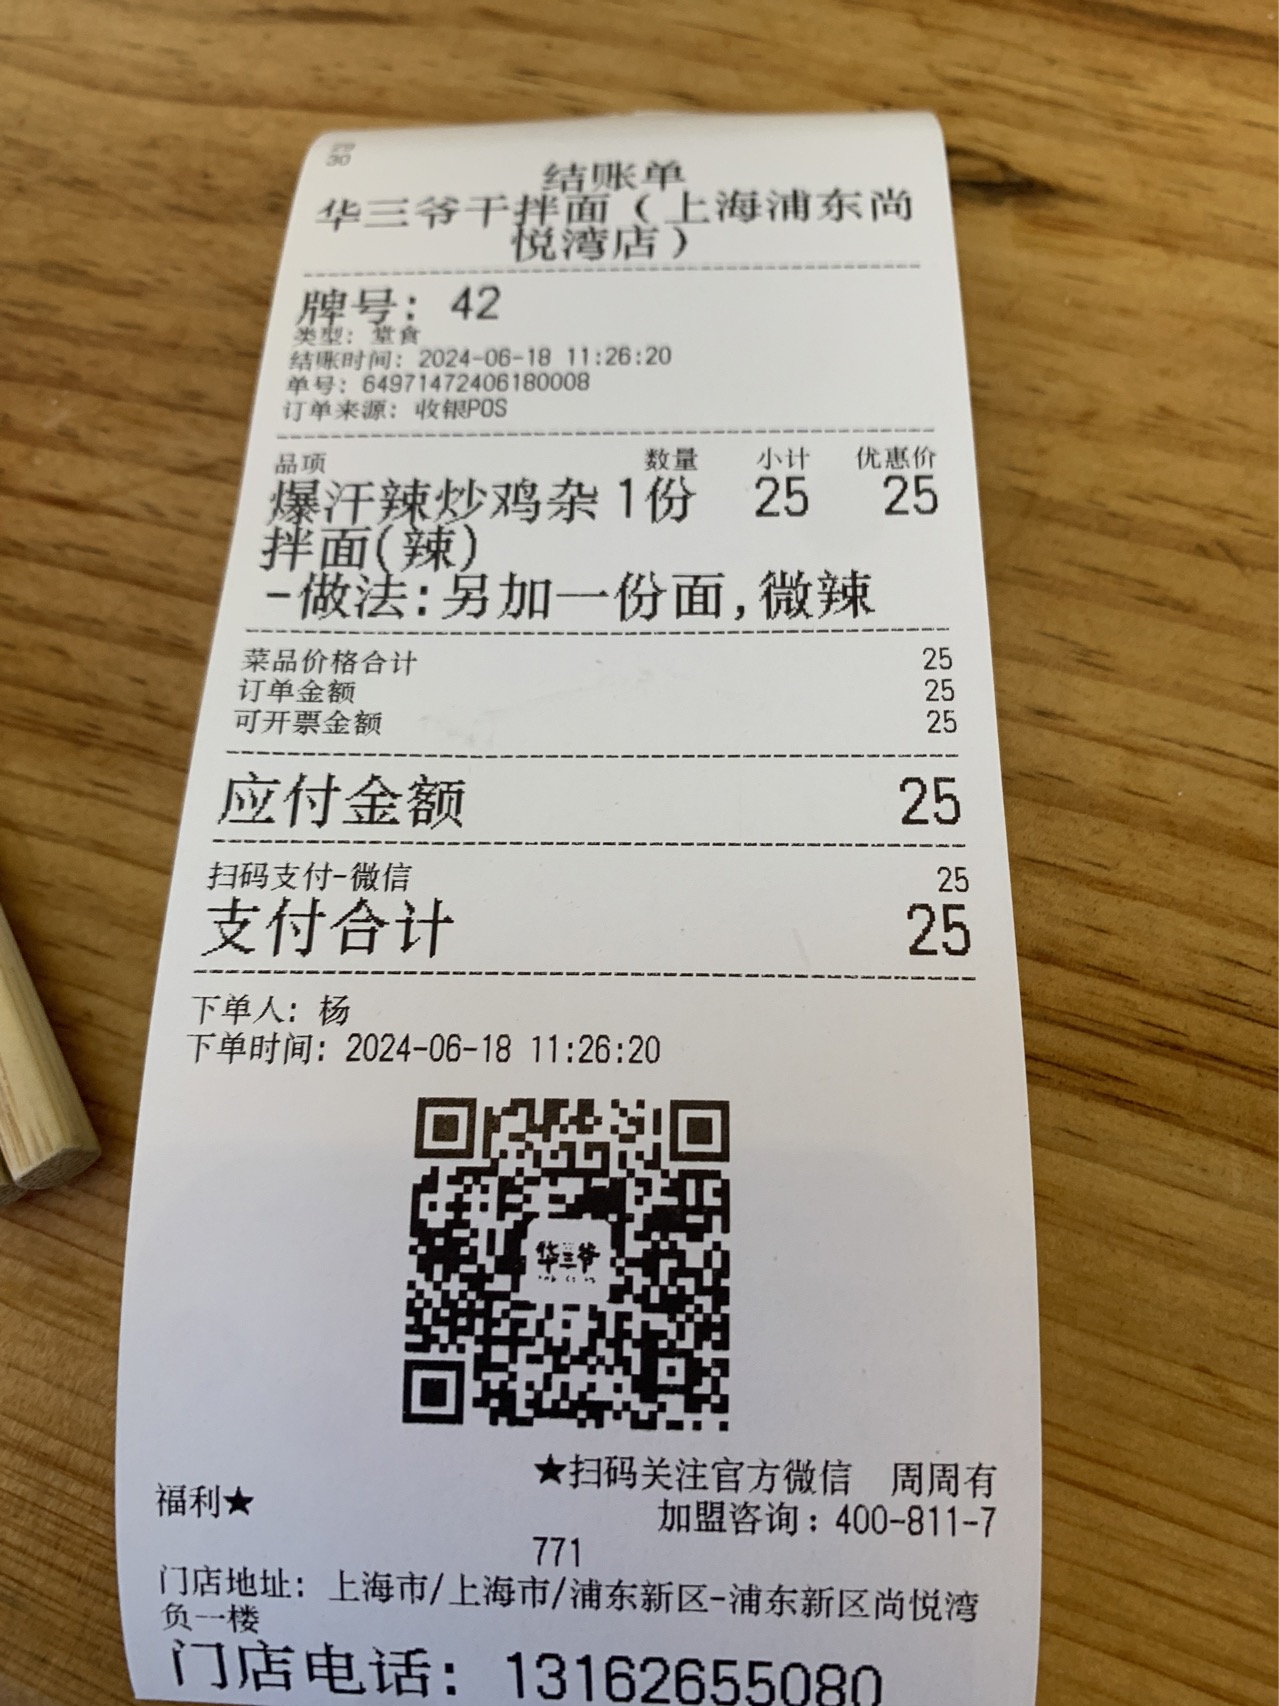 30
结账单
华三爷干拌面（上海浦东尚
悦湾店）
牌号： 42
类型： 堂食
结账时间： 2024-06-18 11:26:20
单号： 64971472406180008
订单来源： 收银POS
品项 数量 小计 优惠价
爆汗辣炒鸡杂 1份 25 25
拌面(辣)
-做法:另加一份面,微辣
菜品价格合计 25
订单金额 25
可开票金额 25
应付金额 25
扫码支付-微信 25
支付合计 25
下单人： 杨
下单时间： 2024-06-18 11:26:20
华三爷
★扫码关注官方微信 周周有
福利★
加盟咨询：400-811-7
771
门店地址： 上海市/上海市/浦东新区-浦东新区尚悦湾
负一楼
门店电话： 13162655080